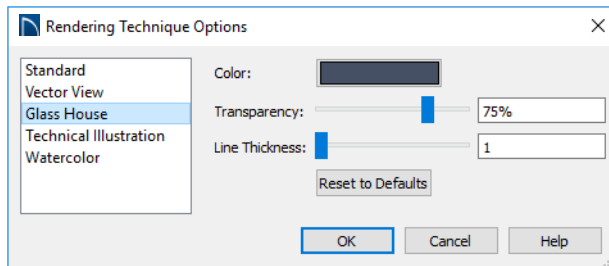 Rendering Technique Options
Standard
Vector View
Glass House
Technical Illustration
Watercolor
Color:
Transparency:
75%
Line Thickness:
1
Reset to Defaults
OK
Cancel
Help